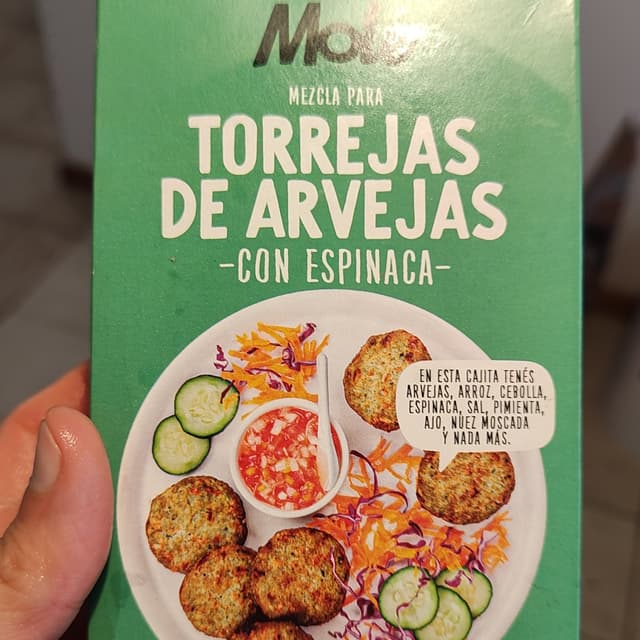 MEZCLA PARA
TORREJAS
DE ARVEJAS
-CON ESPINACA-
EN ESTA CAJITA TENÉS
ARVEJAS, ARROZ, CEBOLLA,
ESPINACA, SAL, PIMIENTA,
AJO, NUEZ MOSCADA
Y NADA MÁS.